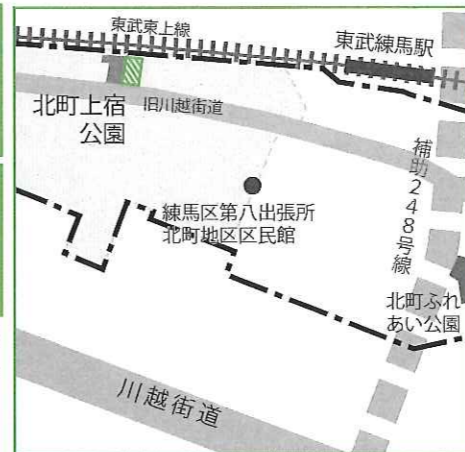 東武東上線
東武練馬駅
北町上宿
公園
旧川越街道
補助248号線
練馬区第八出張所
北町地区区民館
北町ふれ
あい公園
川越街道